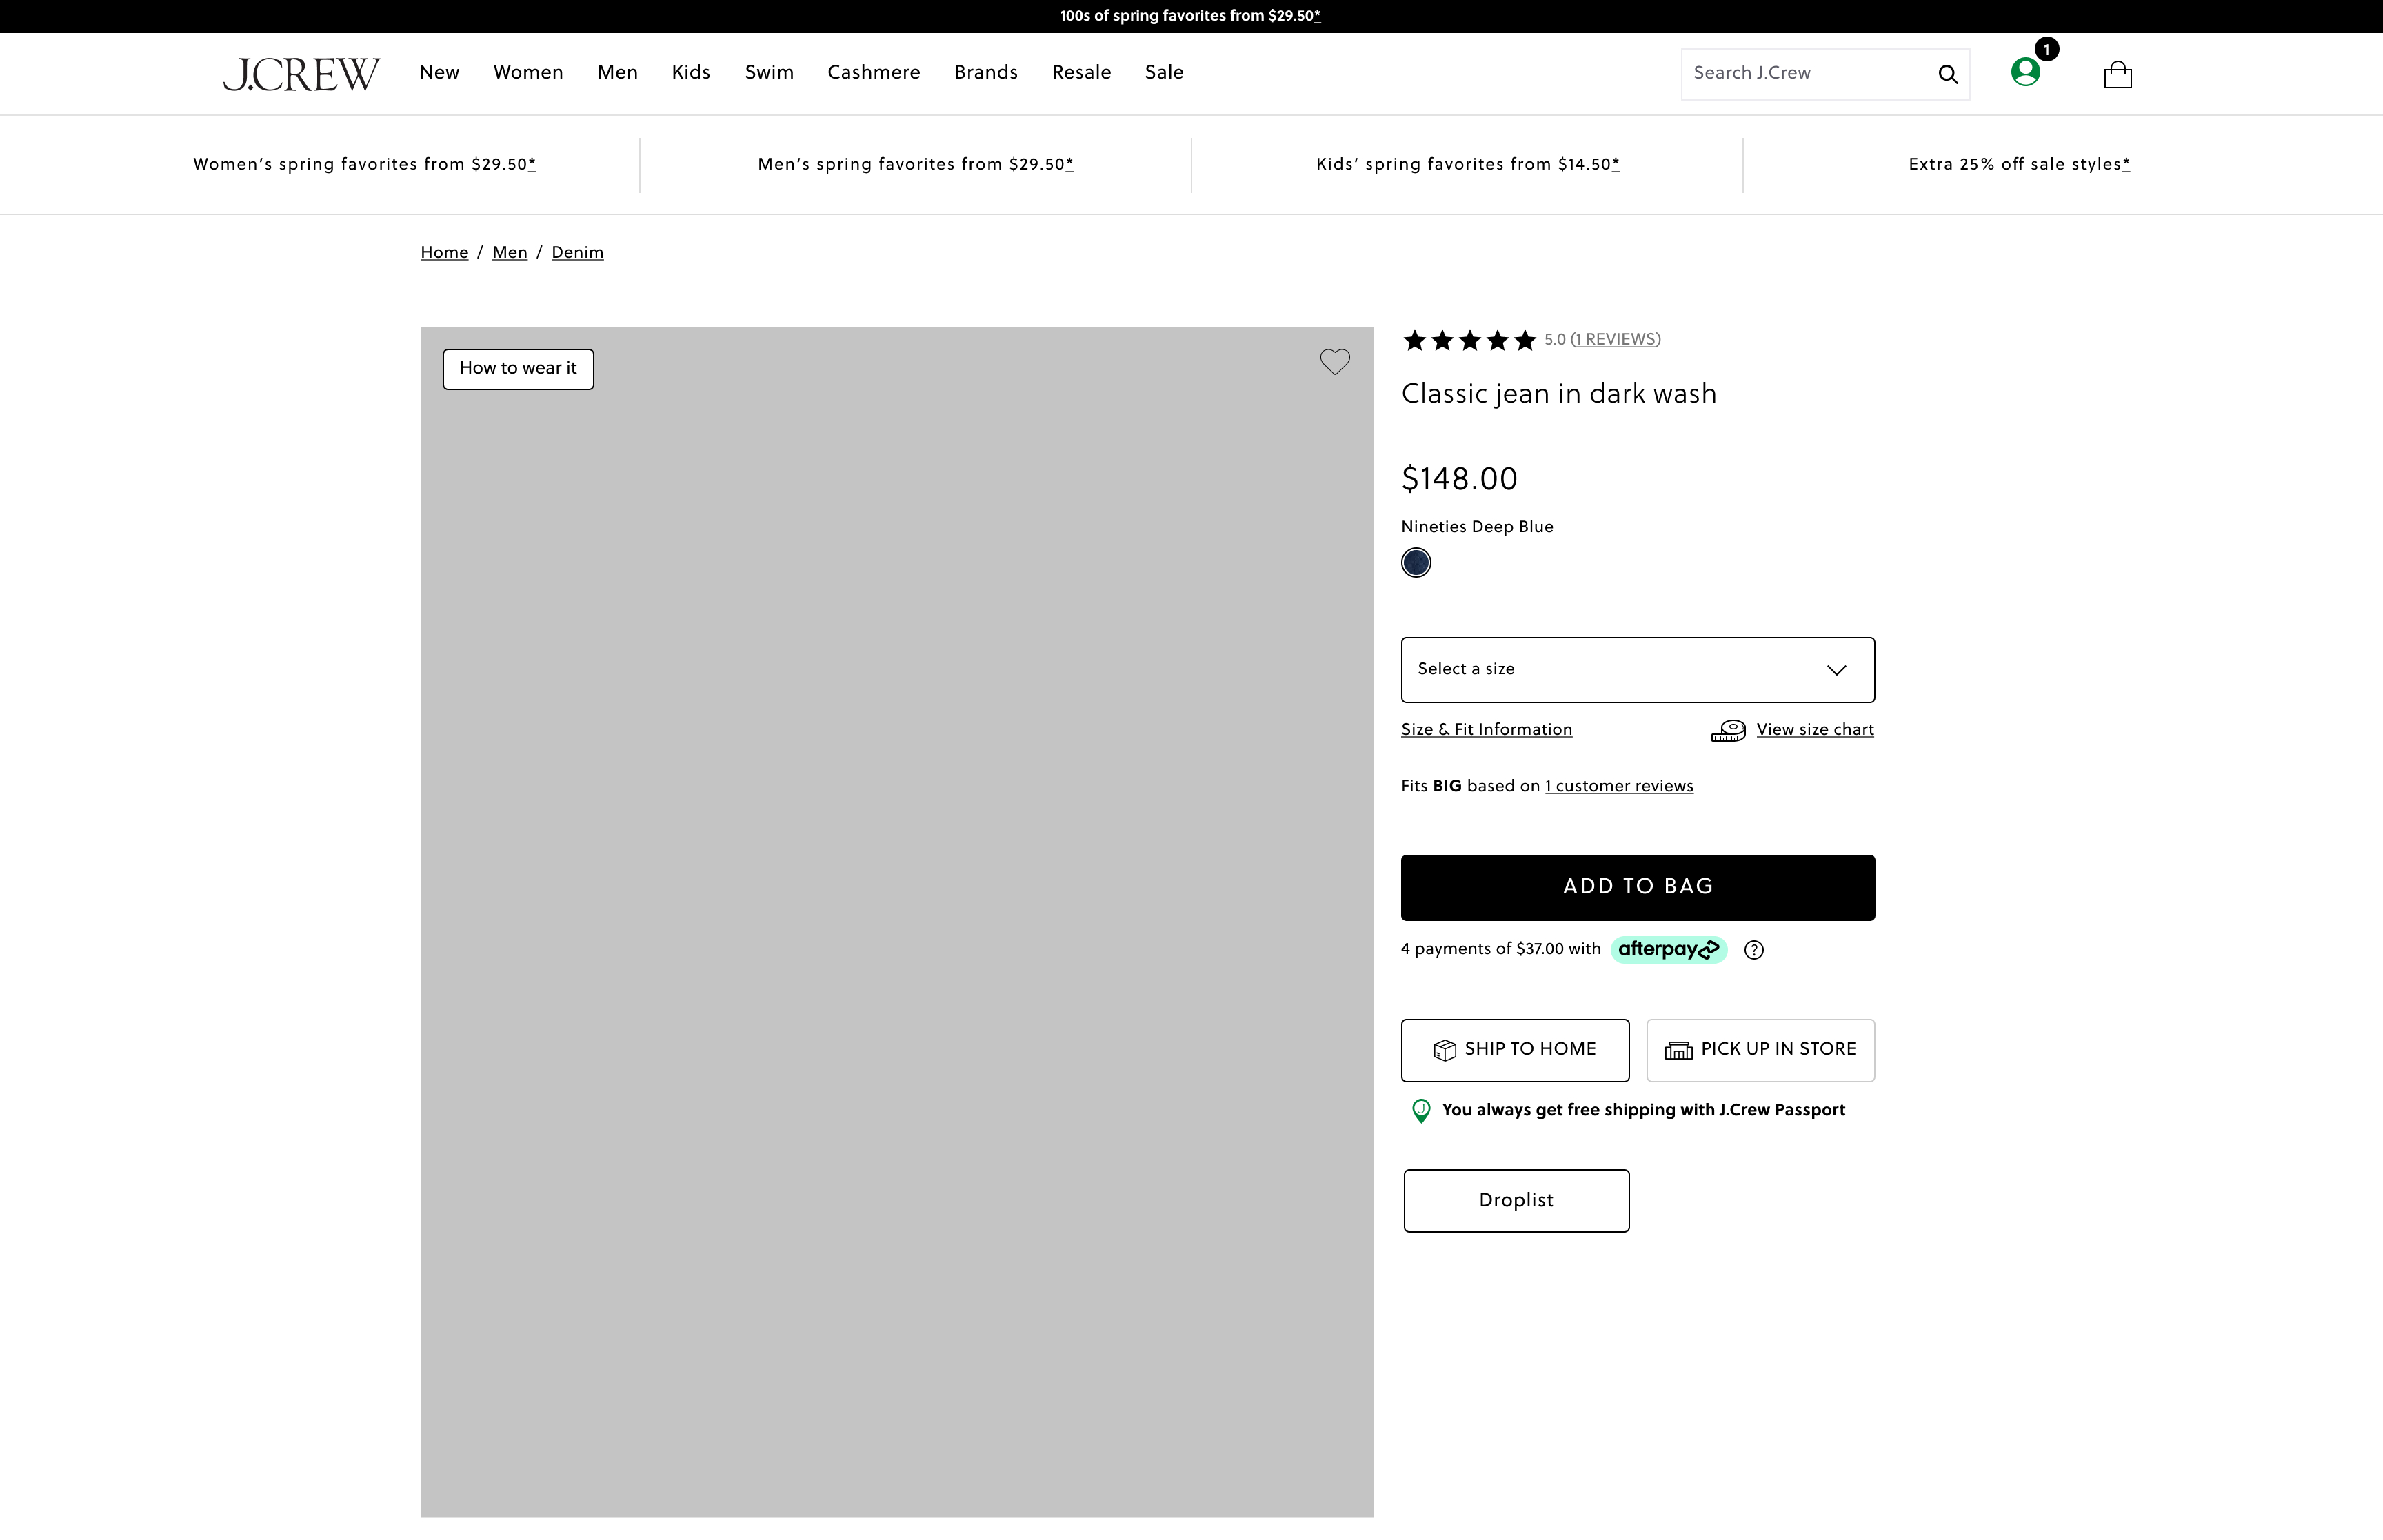 100s of spring favorites from $29.50*
J.CREW New Women Men Kids Swim Cashmere Brands Resale Sale Search J.Crew 1
Women's spring favorites from $29.50* Men's spring favorites from $29.50* Kids' spring favorites from $14.50* Extra 25% off sale styles*
Home / Men / Denim
How to wear it
5.0 (1 REVIEWS)
Classic jean in dark wash
$148.00
Nineties Deep Blue
Select a size
Size & Fit Information View size chart
Fits BIG based on 1 customer reviews
ADD TO BAG
4 payments of $37.00 with afterpay ?
SHIP TO HOME PICK UP IN STORE
J You always get free shipping with J.Crew Passport
Droplist